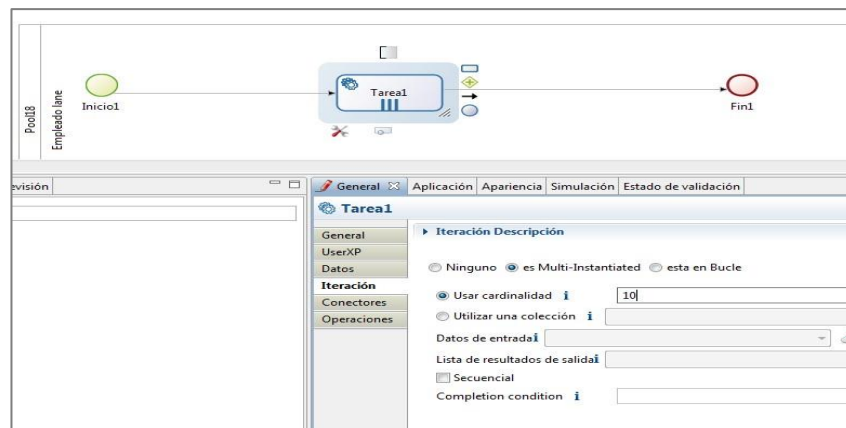 Pool18
Empleado lane
Inicio1
Tarea1
Fin1
evisión
General Aplicación Apariencia Simulación Estado de validación
Tarea1
General
UserXP
Datos
Iteración
Conectores
Operaciones
Iteración Descripción
Ninguno es Multi-Instantiated esta en Bucle
Usar cardinalidad i 10
Utilizar una colección i
Datos de entrada i
Lista de resultados de salida i
Secuencial
Completion condition i